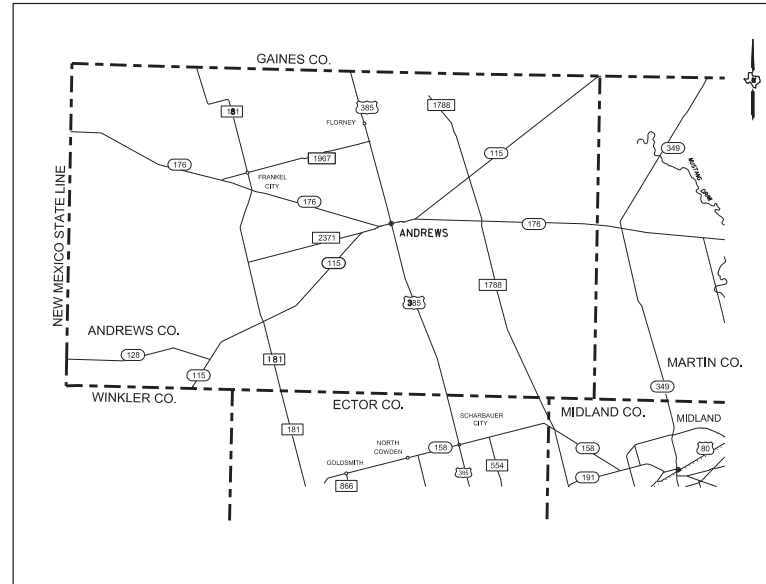 GAINES CO.
385
1788
181
FLORNEY
115
349
1967
176
MUSTANG DRAW
FRANKEL
CITY
176
176
2371
ANDREWS
115
NEW MEXICO STATE LINE
1788
385
ANDREWS CO.
128
181
MARTIN CO.
115
349
WINKLER CO.
ECTOR CO.
MIDLAND CO.
SCHARBAUER
CITY
MIDLAND
181
NORTH
COWDEN
158
158
80
GOLDSMITH
385
554
191
866